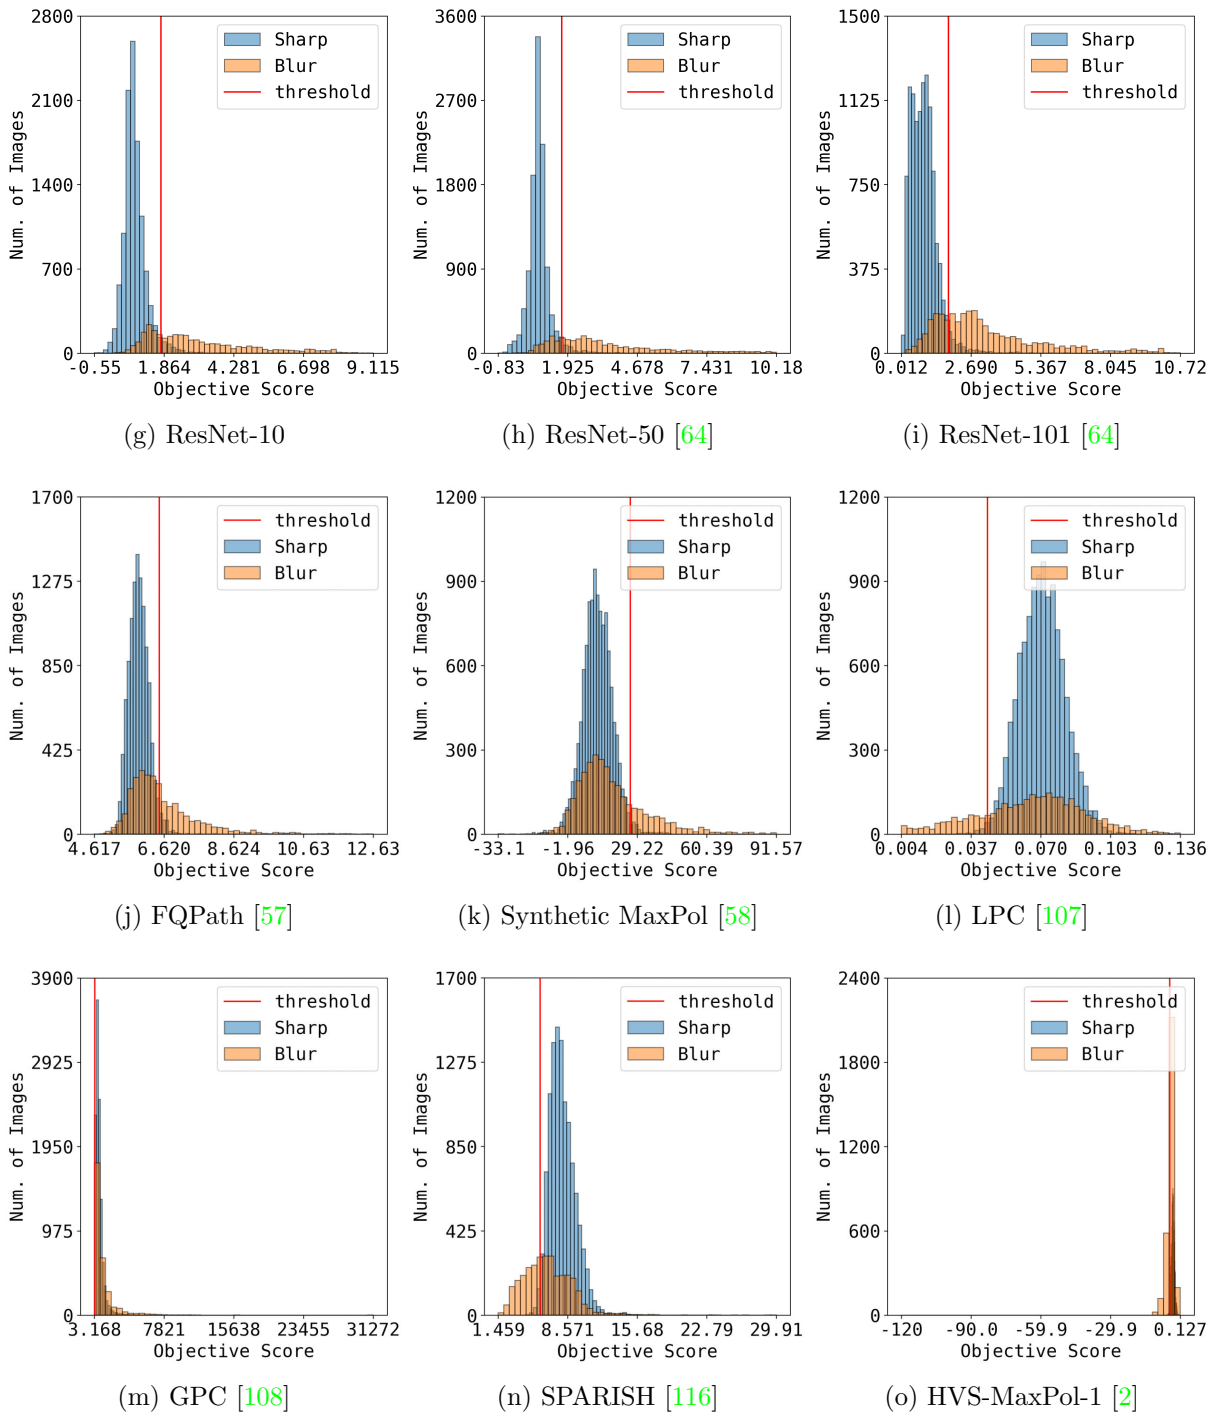 2800
2100
1400
700
0
Num. of Images
Sharp
Blur
threshold
-0.55 1.864 4.281 6.698 9.115
Objective Score
(g) ResNet-10
3600
2700
1800
900
0
Num. of Images
Sharp
Blur
threshold
-0.83 1.925 4.678 7.431 10.18
Objective Score
(h) ResNet-50 [64]
1500
1125
750
375
0
Num. of Images
Sharp
Blur
threshold
0.012 2.690 5.367 8.045 10.72
Objective Score
(i) ResNet-101 [64]
1700
1275
850
425
0
Num. of Images
threshold
Sharp
Blur
4.617 6.620 8.624 10.63 12.63
Objective Score
(j) FQPath [57]
1200
900
600
300
0
Num. of Images
threshold
Sharp
Blur
-33.1 -1.96 29.22 60.39 91.57
Objective Score
(k) Synthetic MaxPol [58]
1200
900
600
300
0
Num. of Images
threshold
Sharp
Blur
0.004 0.037 0.070 0.103 0.136
Objective Score
(l) LPC [107]
3900
2925
1950
975
0
Num. of Images
threshold
Sharp
Blur
3.168 7821 15638 23455 31272
Objective Score
(m) GPC [108]
1700
1275
850
425
0
Num. of Images
threshold
Sharp
Blur
1.459 8.571 15.68 22.79 29.91
Objective Score
(n) SPARISH [116]
2400
1800
1200
600
0
Num. of Images
threshold
Sharp
Blur
-120 -90.0 -59.9 -29.9 0.127
Objective Score
(o) HVS-MaxPol-1 [2]